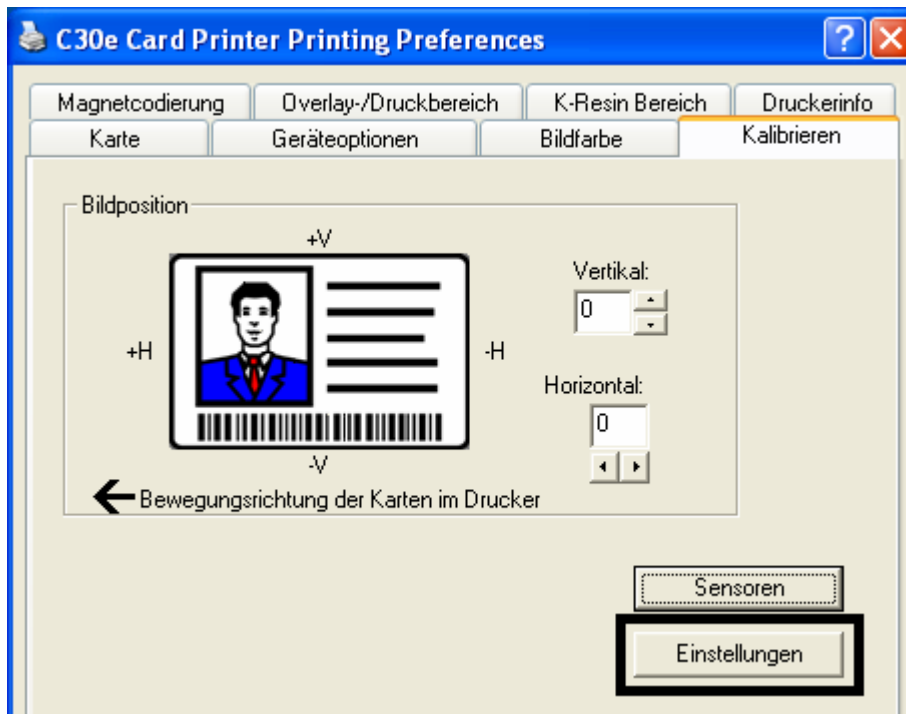 C30e Card Printer Printing Preferences
Magnetcodierung Overlay-/Druckbereich K-Resin Bereich Druckerinfo
Karte Geräteoptionen Bildfarbe Kalibrieren
Bildposition
+V
Vertikal:
0
+H -H
Horizontal:
0
-V
Bewegungsrichtung der Karten im Drucker
Sensoren
Einstellungen